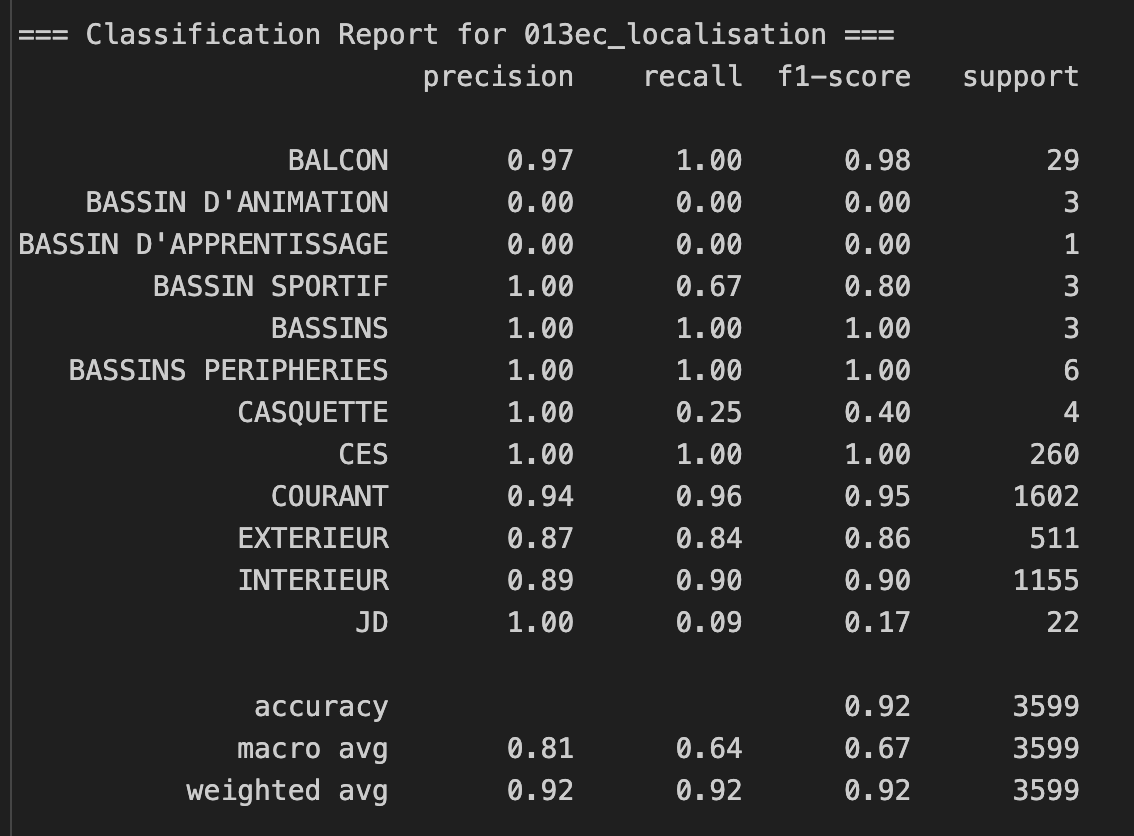 === Classification Report for 013ec_localisation ===
precision recall f1-score support
BALCON 0.97 1.00 0.98 29
BASSIN D'ANIMATION 0.00 0.00 0.00 3
BASSIN D'APPRENTISSAGE 0.00 0.00 0.00 1
BASSIN SPORTIF 1.00 0.67 0.80 3
BASSINS 1.00 1.00 1.00 3
BASSINS PERIPHERIES 1.00 1.00 1.00 6
CASQUETTE 1.00 0.25 0.40 4
CES 1.00 1.00 1.00 260
COURANT 0.94 0.96 0.95 1602
EXTERIEUR 0.87 0.84 0.86 511
INTERIEUR 0.89 0.90 0.90 1155
JD 1.00 0.09 0.17 22
accuracy 0.92 3599
macro avg 0.81 0.64 0.67 3599
weighted avg 0.92 0.92 0.92 3599